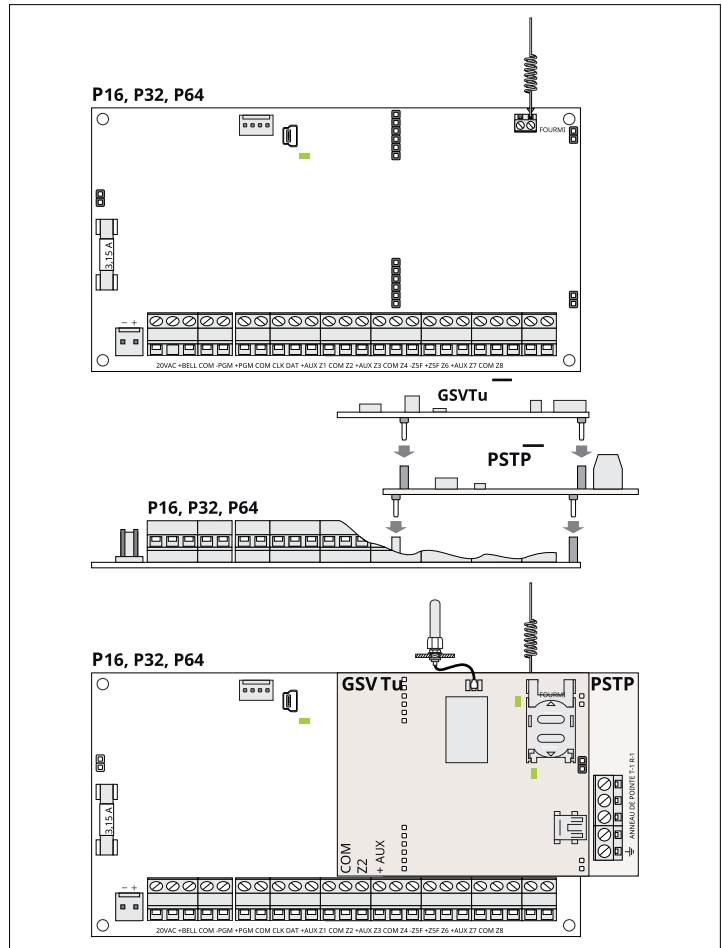 P16, P32, P64
FOURMI
3,15 A
− +
20VAC +BELL COM -PGM +PGM COM CLK DAT +AUX Z1 COM Z2 +AUX Z3 COM Z4 -Z5F +Z5F Z6 +AUX Z7 COM Z8
GSVTu
PSTP
P16, P32, P64
P16, P32, P64
GSV Tu
FOURMI
PSTP
3,15 A
ANNEAU DE POINTE T-1 R-1
COM
Z2
+ AUX
− +
20VAC +BELL COM -PGM +PGM COM CLK DAT +AUX Z1 COM Z2 +AUX Z3 COM Z4 -Z5F +Z5F Z6 +AUX Z7 COM Z8